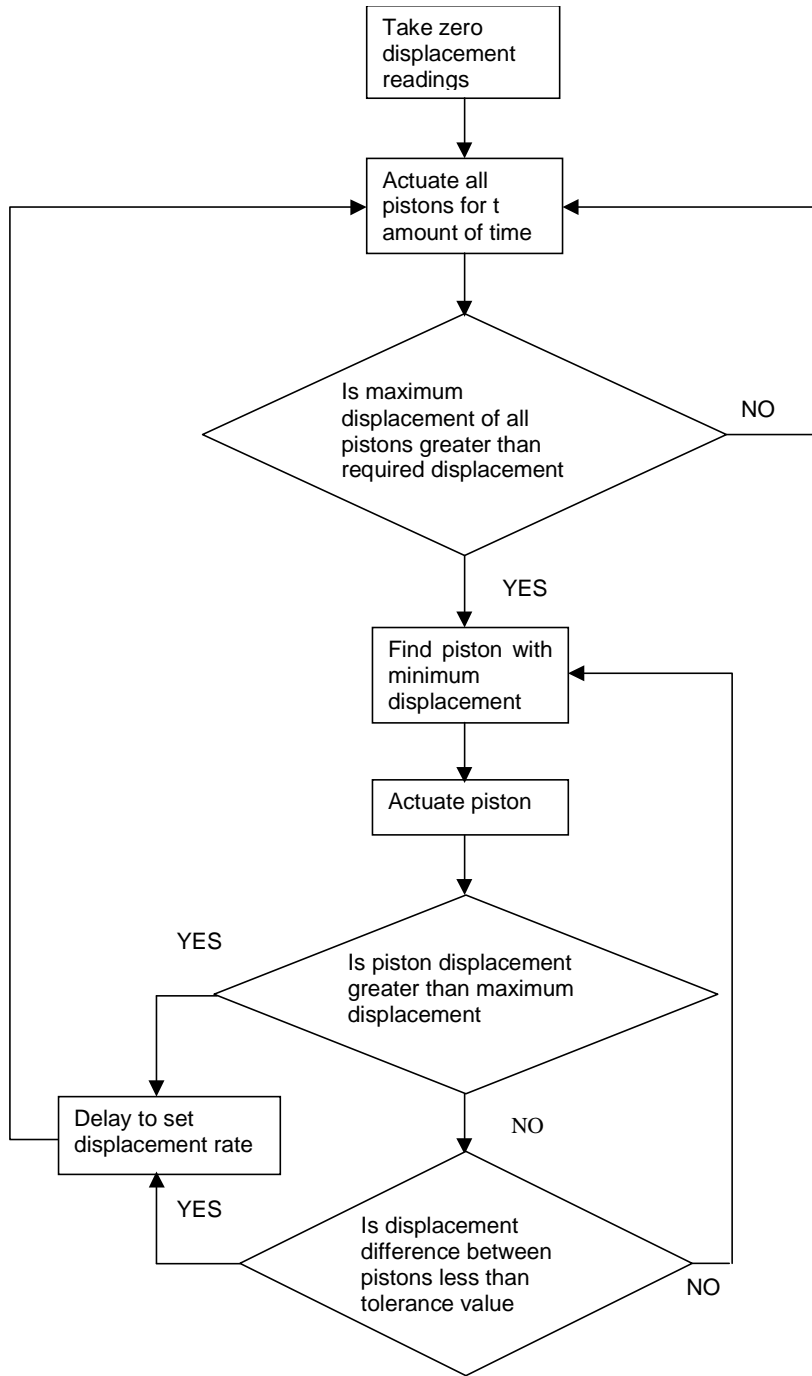 Take zero
displacement
readings
Actuate all
pistons for t
amount of time
Is maximum
displacement of all
pistons greater than
required displacement
NO
YES
Find piston with
minimum
displacement
Actuate piston
YES
Is piston displacement
greater than maximum
displacement
Delay to set
displacement rate
NO
YES
Is displacement
difference between
pistons less than
tolerance value
NO